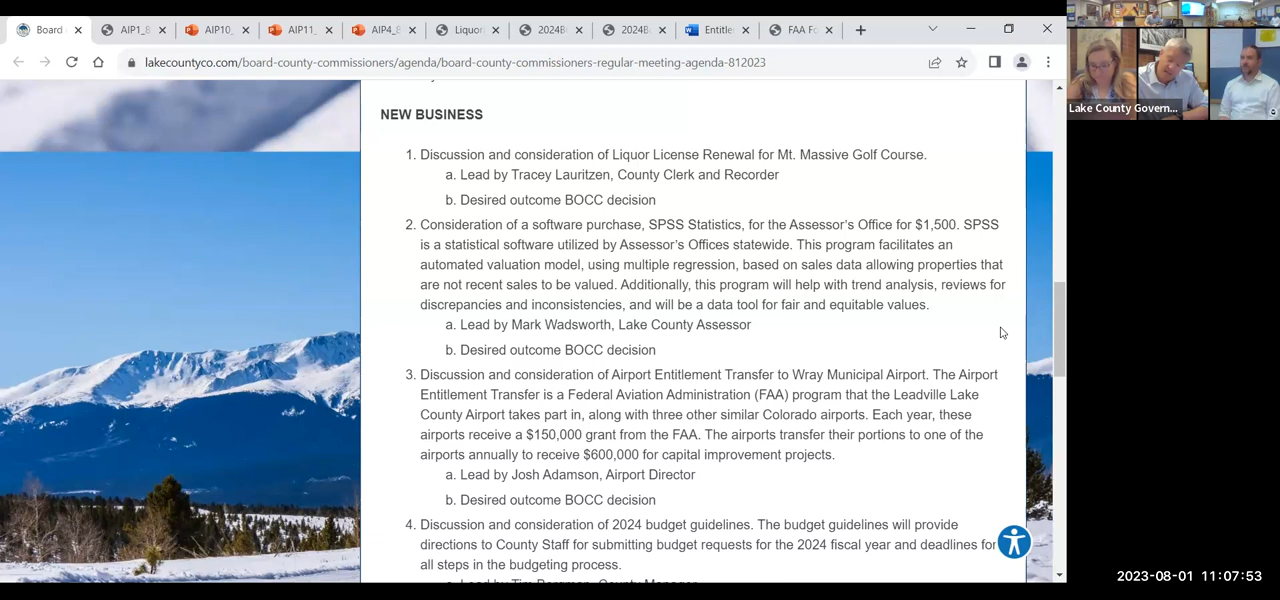 Board
AIP1_8
AIP10_
AIP11_
AIP4_8
Liquor
2024B
2024B
Entitle
FAA Fo
lakecountyco.com/board-county-commissioners/agenda/board-county-commissioners-regular-meeting-agenda-812023
Lake County Govern...
NEW BUSINESS
1. Discussion and consideration of Liquor License Renewal for Mt. Massive Golf Course.
a. Lead by Tracey Lauritzen, County Clerk and Recorder
b. Desired outcome BOCC decision
2. Consideration of a software purchase, SPSS Statistics, for the Assessor's Office for $1,500. SPSS
is a statistical software utilized by Assessor's Offices statewide. This program facilitates an
automated valuation model, using multiple regression, based on sales data allowing properties that
are not recent sales to be valued. Additionally, this program will help with trend analysis, reviews for
discrepancies and inconsistencies, and will be a data tool for fair and equitable values.
a. Lead by Mark Wadsworth, Lake County Assessor
b. Desired outcome BOCC decision
3. Discussion and consideration of Airport Entitlement Transfer to Wray Municipal Airport. The Airport
Entitlement Transfer is a Federal Aviation Administration (FAA) program that the Leadville Lake
County Airport takes part in, along with three other similar Colorado airports. Each year, these
airports receive a $150,000 grant from the FAA. The airports transfer their portions to one of the
airports annually to receive $600,000 for capital improvement projects.
a. Lead by Josh Adamson, Airport Director
b. Desired outcome BOCC decision
4. Discussion and consideration of 2024 budget guidelines. The budget guidelines will provide
directions to County Staff for submitting budget requests for the 2024 fiscal year and deadlines for
all steps in the budgeting process.
a. Lead by Tim Bergman, County Manager
2023-08-01 11:07:53